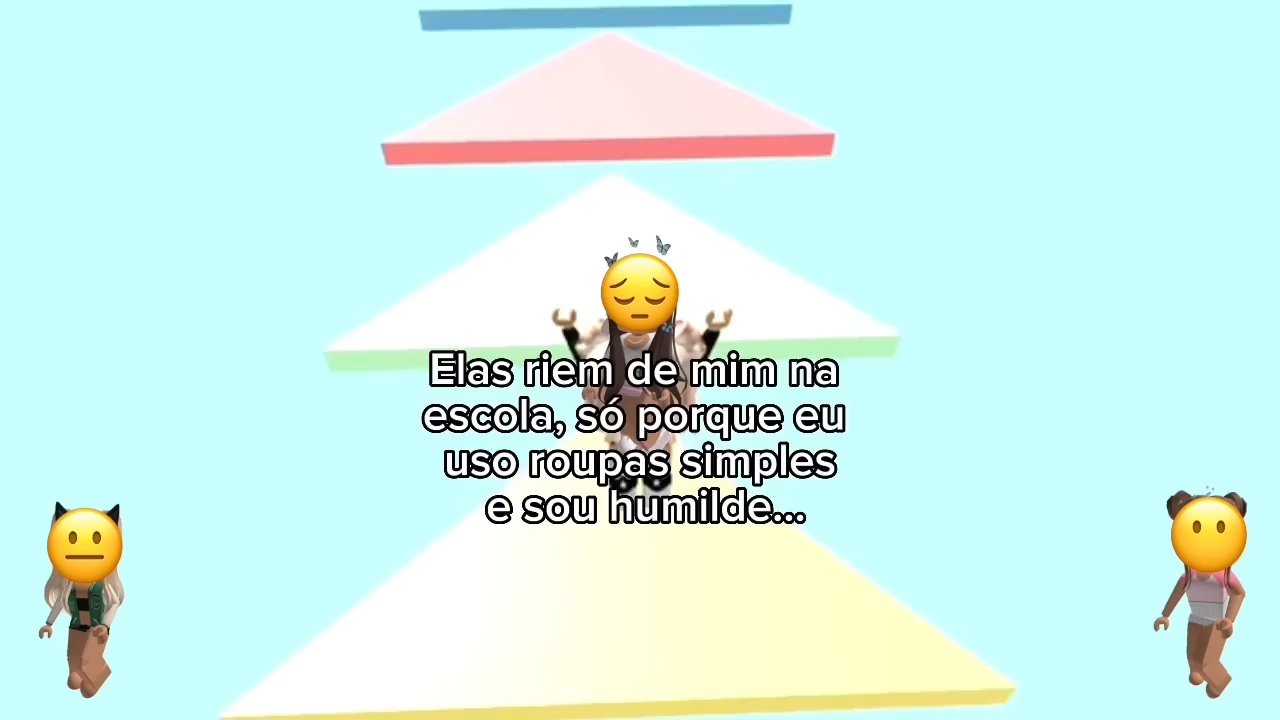 Elas riem de mim na
escola, só porque eu
uso roupas simples
e sou humilde...